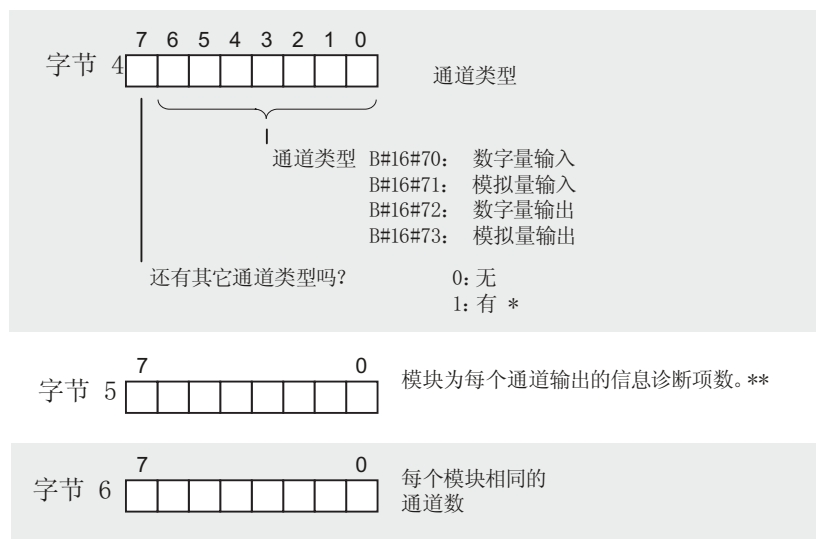 7 6 5 4 3 2 1 0
字节 4
通道类型
通道类型 B#16#70: 数字量输入
B#16#71: 模拟量输入
B#16#72: 数字量输出
B#16#73: 模拟量输出
还有其它通道类型吗? 0:无
1:有 *
7 0
字节 5
模块为每个通道输出的信息诊断项数。**
7 0
字节 6
每个模块相同的
通道数